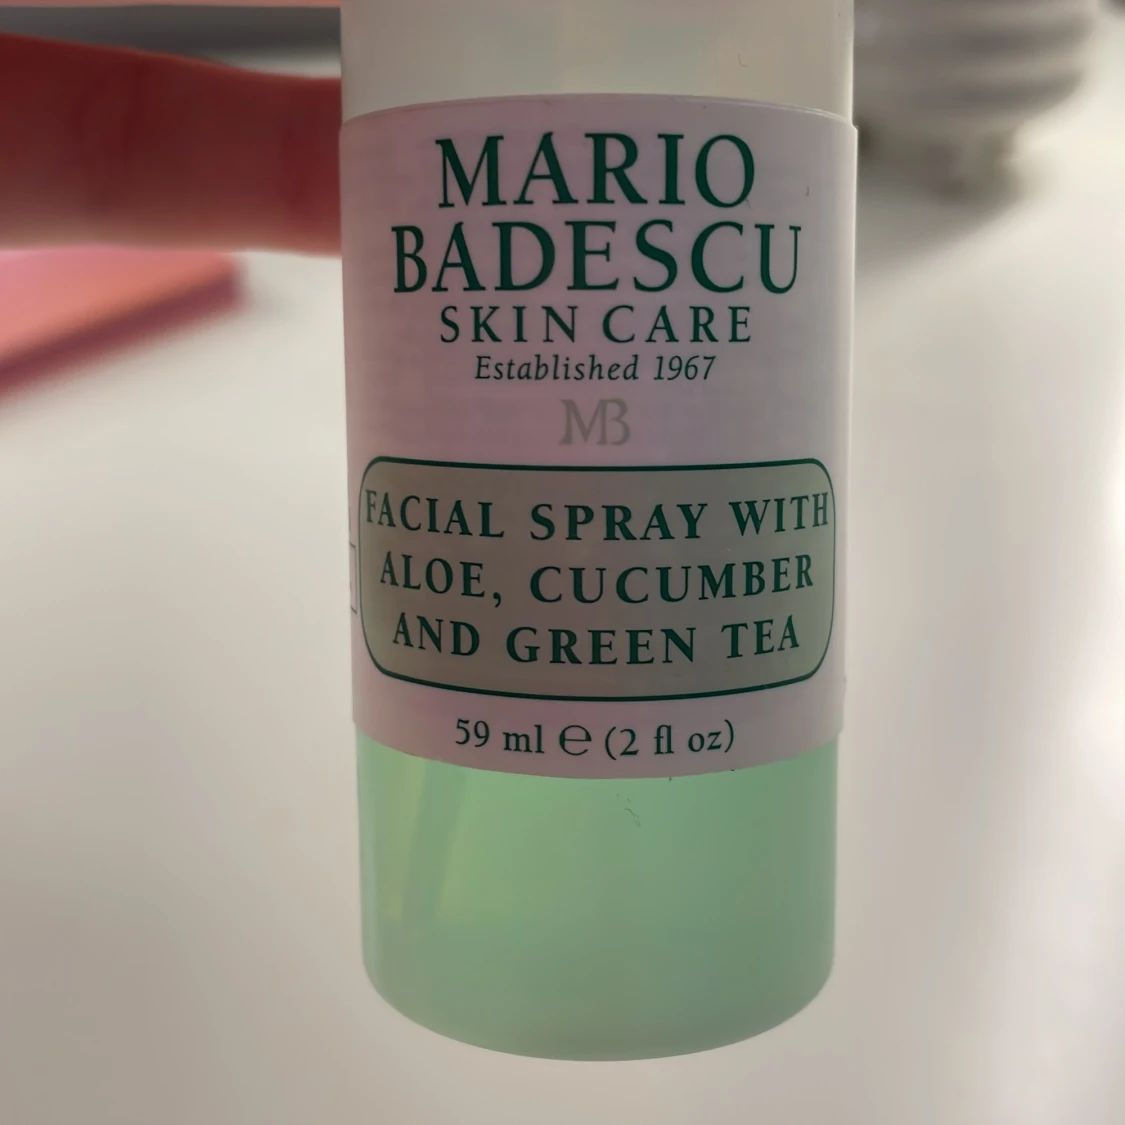 MARIO
BADESCU
SKIN CARE
Established 1967
MB
FACIAL SPRAY WITH
ALOE, CUCUMBER
AND GREEN TEA
59 ml ℮ (2 fl oz)